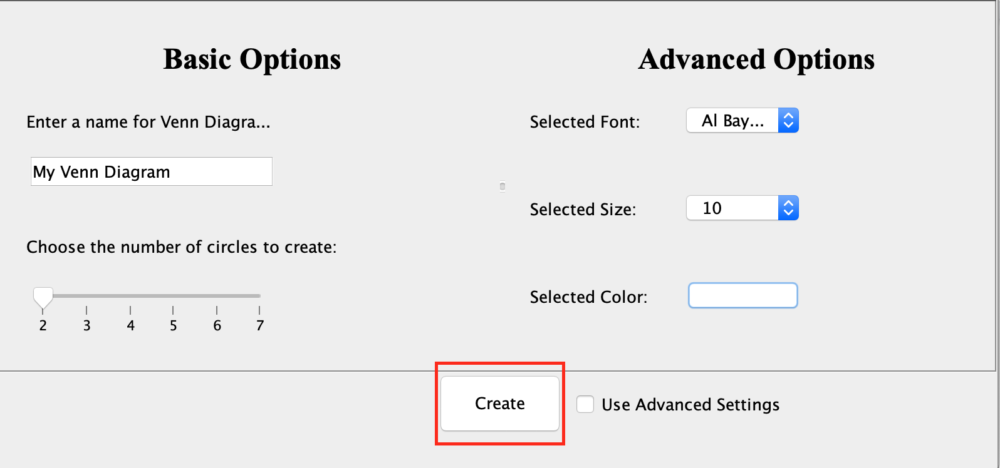 Basic Options
Enter a name for Venn Diagra...
My Venn Diagram
Choose the number of circles to create:
2 3 4 5 6 7
Advanced Options
Selected Font: Al Bay...
Selected Size: 10
Selected Color:
Create
Use Advanced Settings